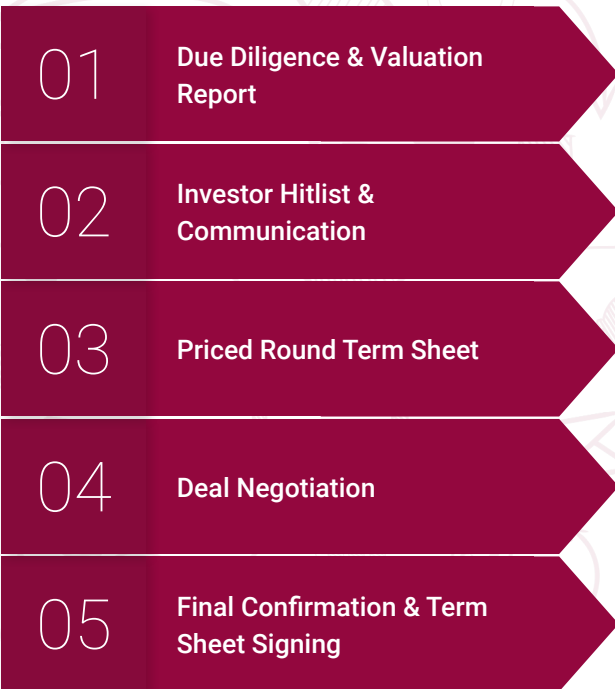 01
Due Diligence & Valuation
Report
02
Investor Hitlist &
Communication
03
Priced Round Term Sheet
04
Deal Negotiation
05
Final Confirmation & Term
Sheet Signing